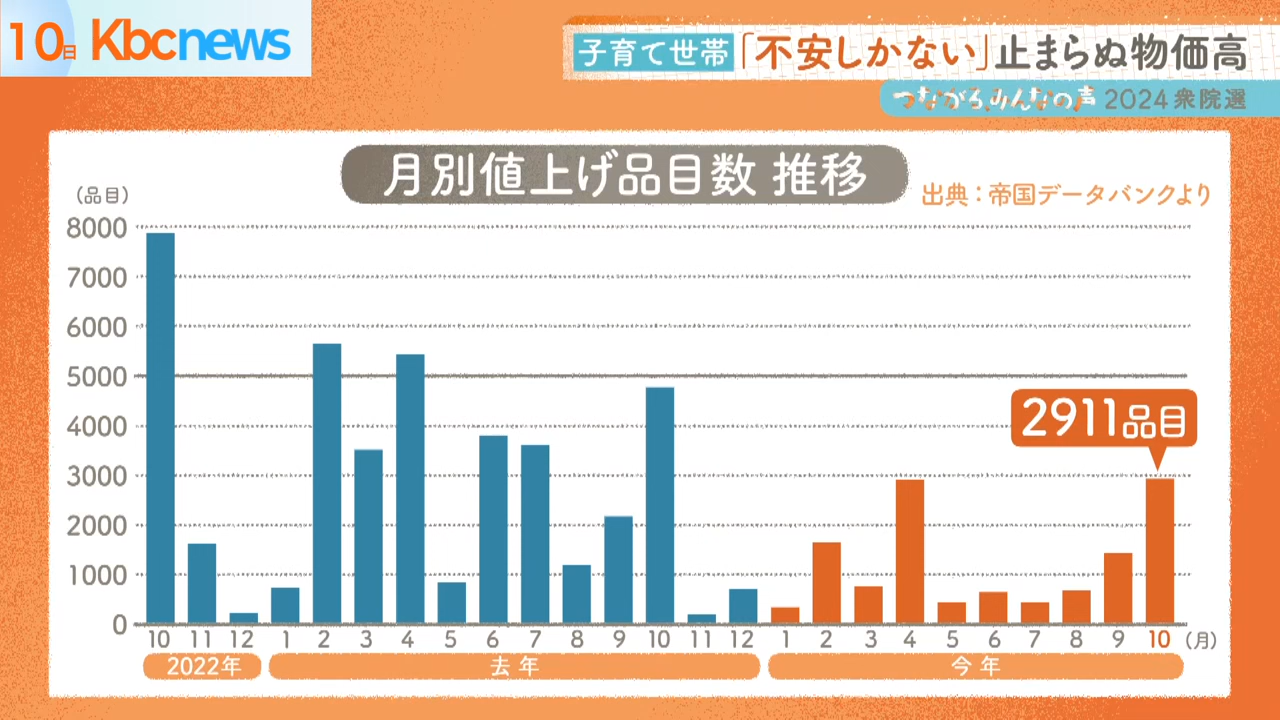 10日 Kbcnews
子育て世帯「不安しかない」止まらぬ物価高
つながる、みんなの声 2024衆院選
月別値上げ品目数 推移
出典：帝国データバンクより
（品目）
8000
7000
6000
5000
4000
3000
2000
1000
0
2911品目
10 11 12 1 2 3 4 5 6 7 8 9 10 11 12 1 2 3 4 5 6 7 8 9 10 （月）
2022年 去年 今年